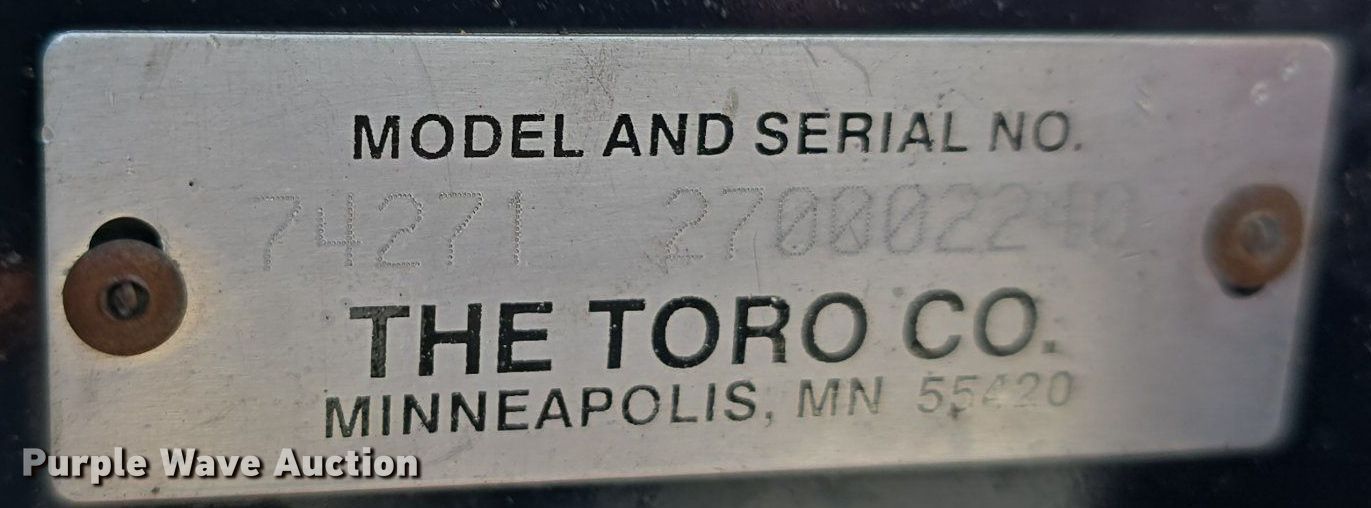 MODEL AND SERIAL NO.
74271 270002240
THE TORO CO.
MINNEAPOLIS, MN 55420
Purple Wave Auction